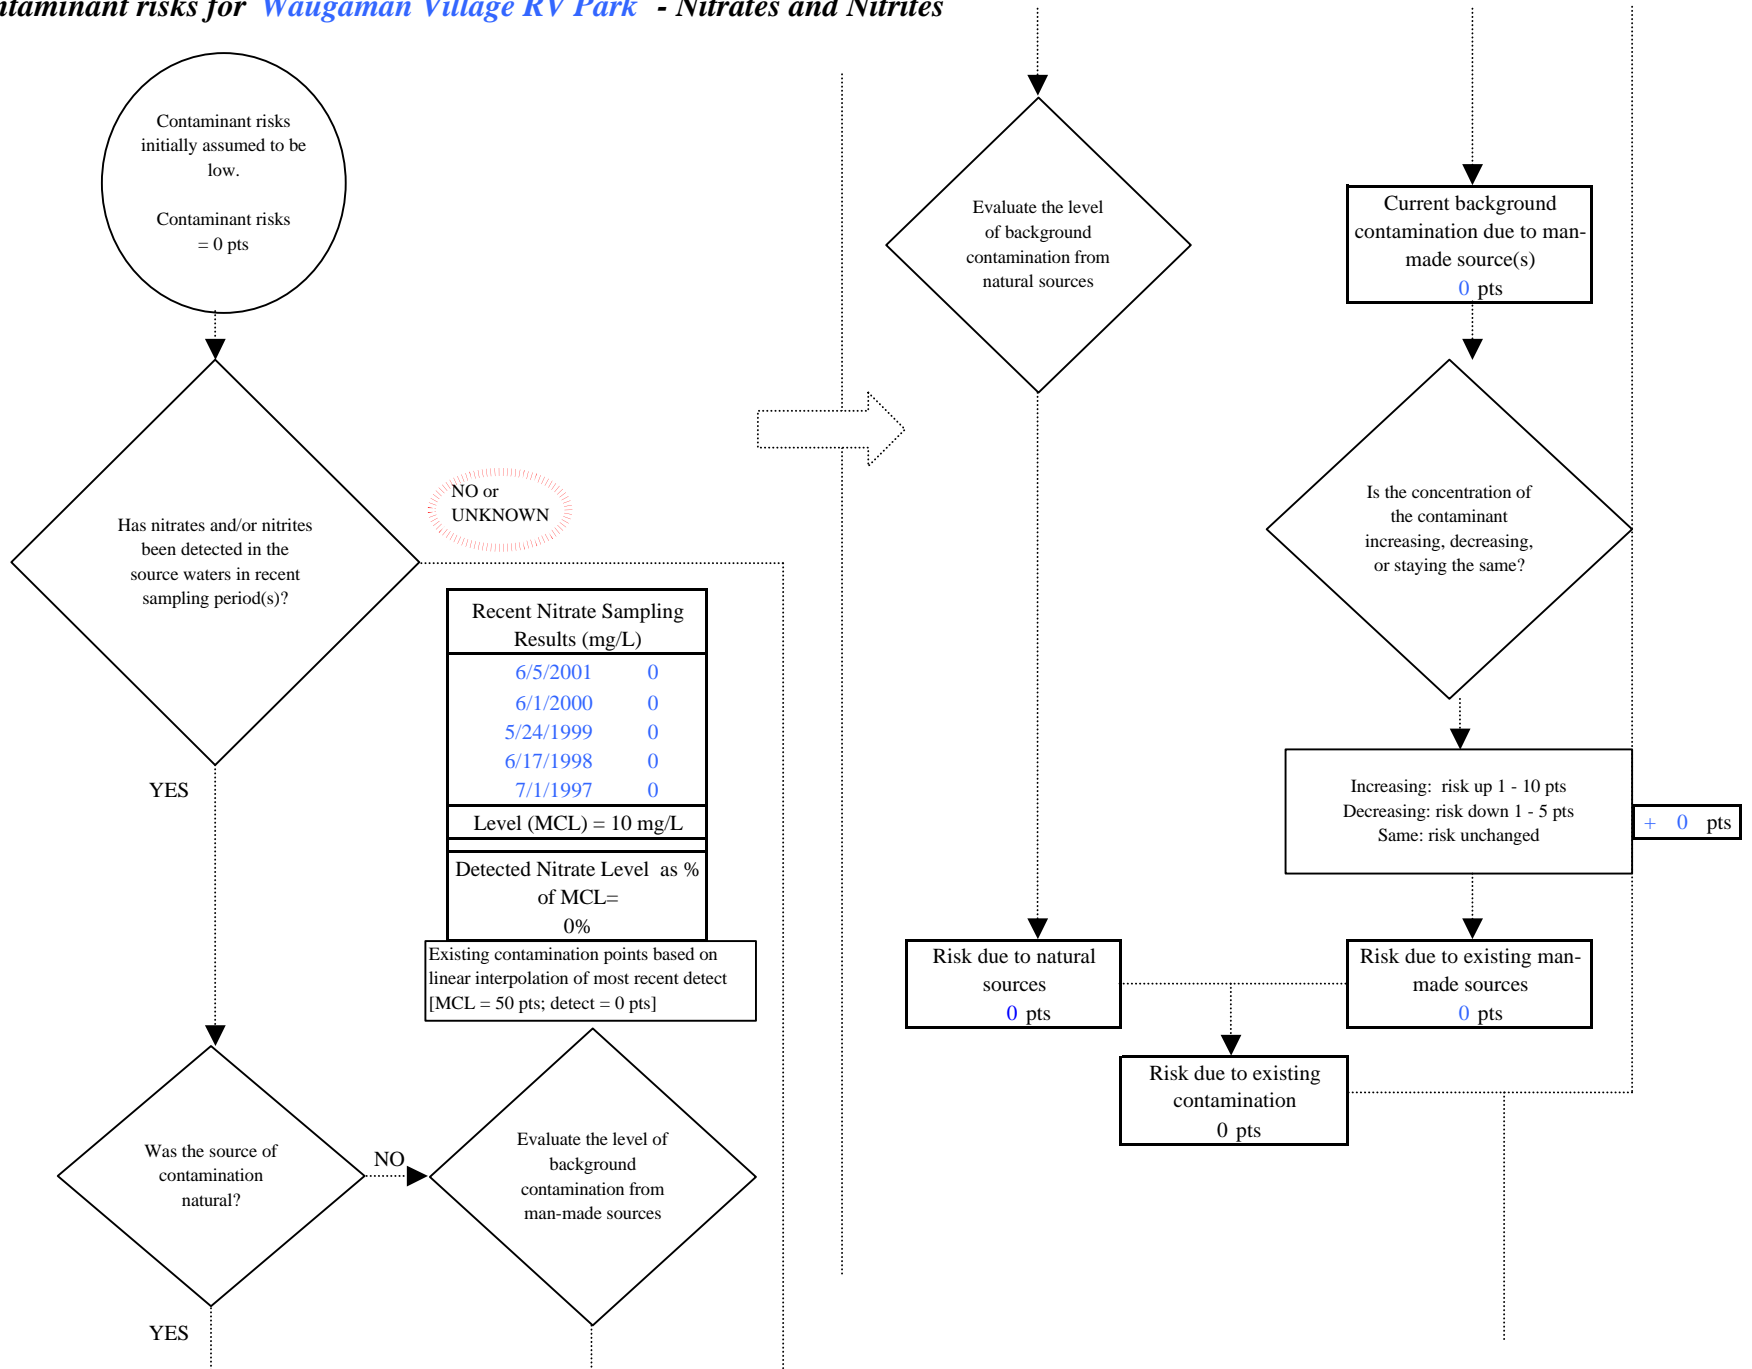 ntaminant risks for Waugaman Village RV Park - Nitrates and Nitrites
Contaminant risks
initially assumed to be
low.
Contaminant risks
= 0 pts
Has nitrates and/or nitrites
been detected in the
source waters in recent
sampling period(s)?
NO or
UNKNOWN
Recent Nitrate Sampling
Results (mg/L)
6/5/2001 0
6/1/2000 0
5/24/1999 0
6/17/1998 0
7/1/1997 0
Level (MCL) = 10 mg/L
Detected Nitrate Level as %
of MCL=
0%
Existing contamination points based on
linear interpolation of most recent detect
[MCL = 50 pts; detect = 0 pts]
YES
Was the source of
contamination
natural?
NO
Evaluate the level of
background
contamination from
man-made sources
YES
Evaluate the level
of background
contamination from
natural sources
Current background
contamination due to man-
made source(s)
0 pts
Is the concentration of
the contaminant
increasing, decreasing,
or staying the same?
Increasing: risk up 1 - 10 pts
Decreasing: risk down 1 - 5 pts
Same: risk unchanged
+ 0 pts
Risk due to natural
sources
0 pts
Risk due to existing man-
made sources
0 pts
Risk due to existing
contamination
0 pts